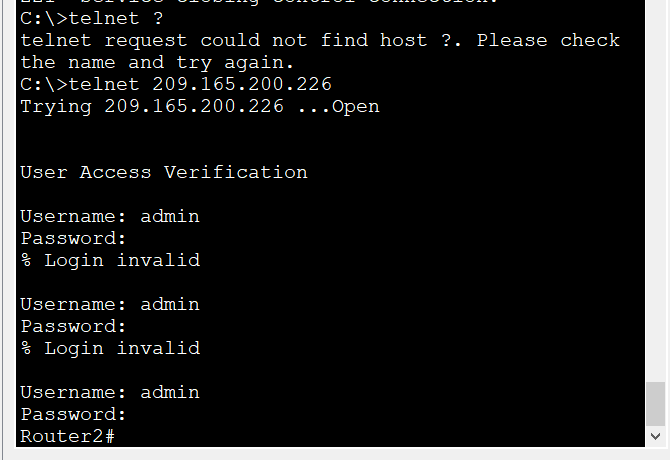 C:\>telnet ?
telnet request could not find host ?. Please check
the name and try again.
C:\>telnet 209.165.200.226
Trying 209.165.200.226 ...Open
User Access Verification
Username: admin
Password:
% Login invalid
Username: admin
Password:
% Login invalid
Username: admin
Password:
Router2#